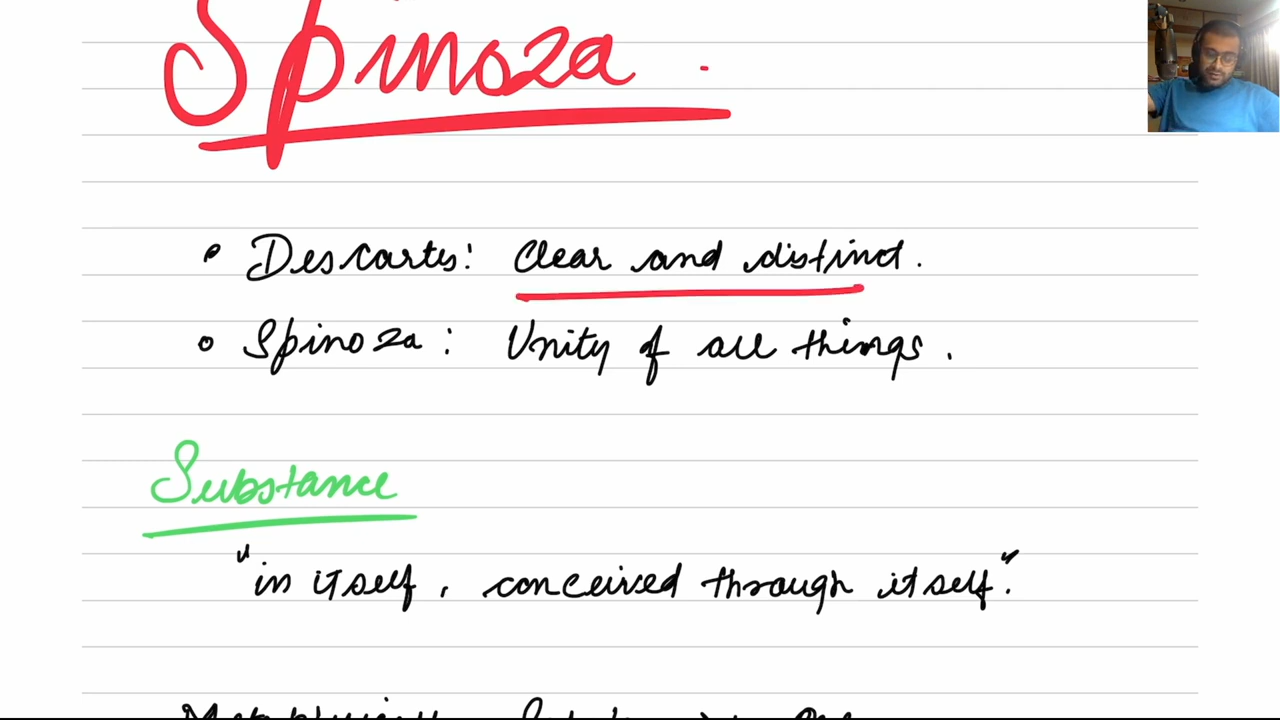 Spinoza.
• Descartes: Clear and distinct.
• Spinoza: Unity of all things.
Substance
"in itself, conceived through itself".